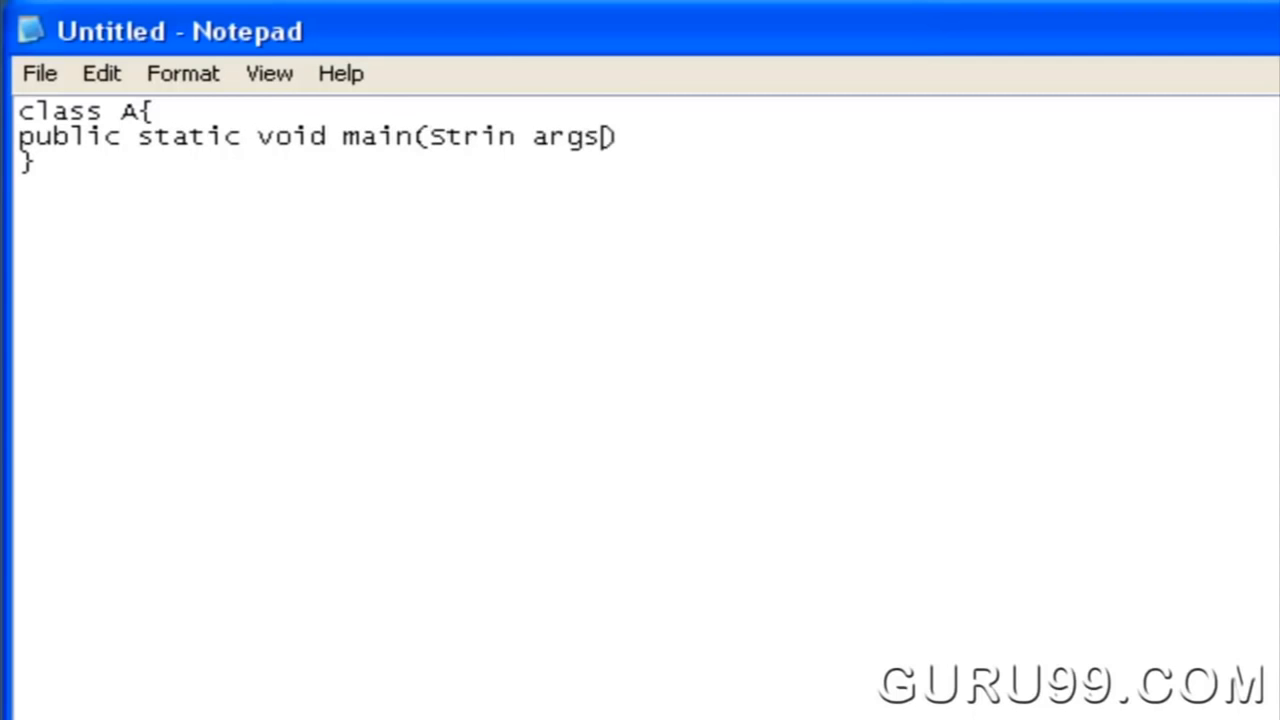 Untitled - Notepad
File Edit Format View Help
class A{
public static void main(Strin args)
}
GURU99.COM